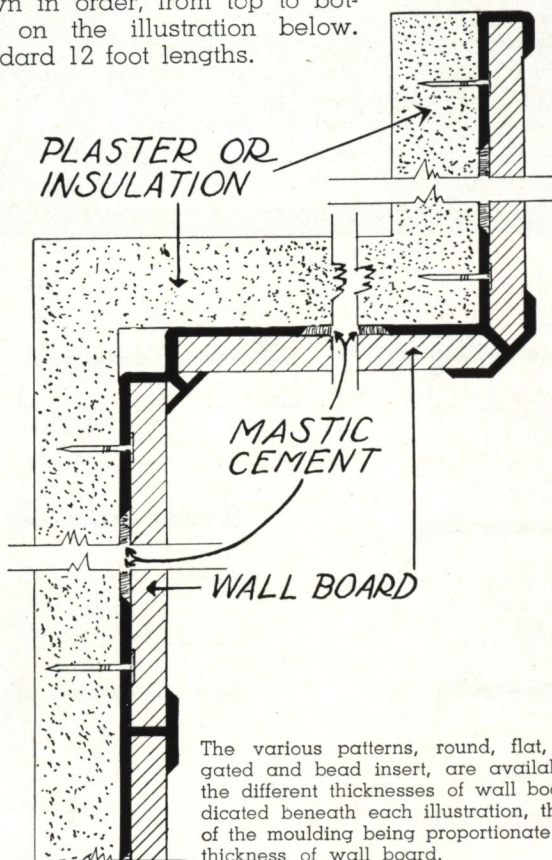 in order, from top to bot-
on the illustration below.
12 foot lengths.
PLASTER OR
INSULATION
MASTIC
CEMENT
WALL BOARD
The various patterns, round, flat,
gated and bead insert, are availab
the different thicknesses of wall boa
dicated beneath each illustration, th
of the moulding being proportionate
thickness of wall board.